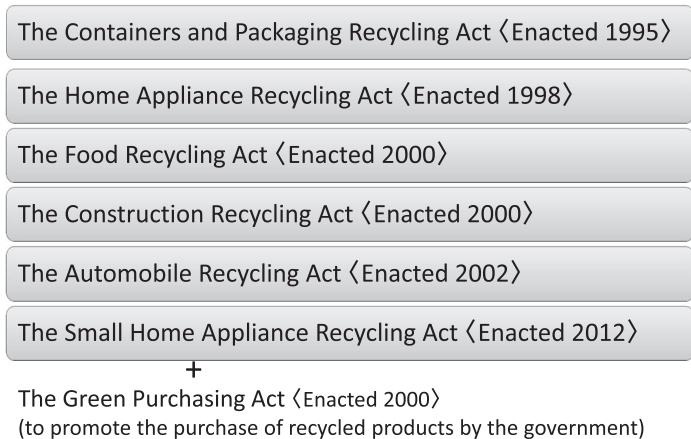 The Containers and Packaging Recycling Act〈Enacted 1995〉
The Home Appliance Recycling Act〈Enacted 1998〉
The Food Recycling Act〈Enacted 2000〉
The Construction Recycling Act〈Enacted 2000〉
The Automobile Recycling Act〈Enacted 2002〉
The Small Home Appliance Recycling Act〈Enacted 2012〉
+
The Green Purchasing Act〈Enacted 2000〉
(to promote the purchase of recycled products by the government)